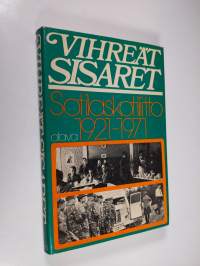 VIHREÄT
SISARET
Sotilaskotiliitto
otava 1921-1971